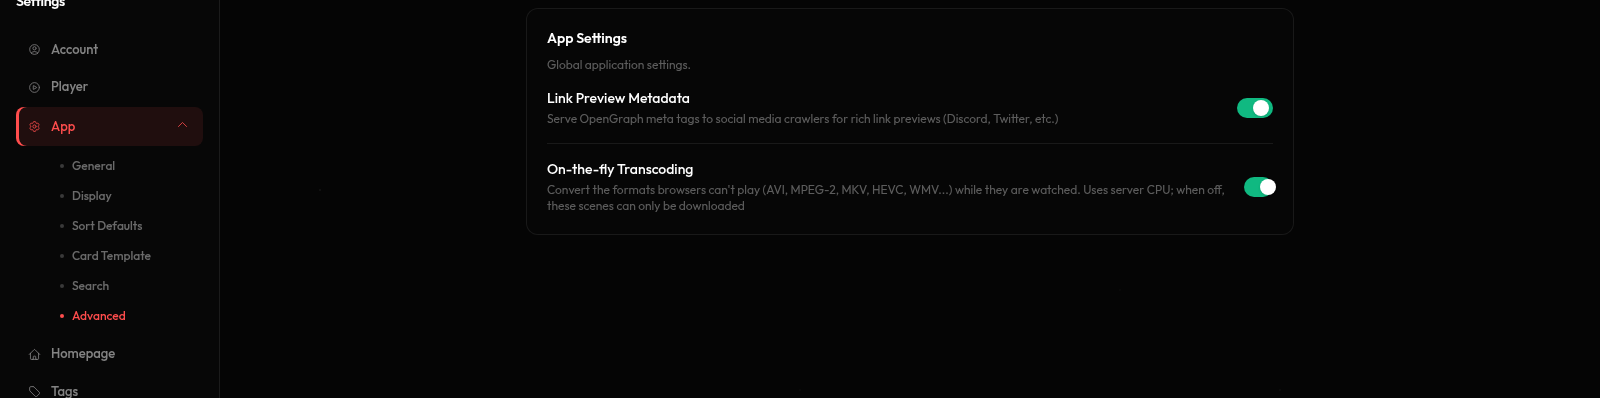 Settings
Account
Player
App
General
Display
Sort Defaults
Card Template
Search
Advanced
Homepage
Tags
App Settings
Global application settings.
Link Preview Metadata
Serve OpenGraph meta tags to social media crawlers for rich link previews (Discord, Twitter, etc.)
On-the-fly Transcoding
Convert the formats browsers can't play (AVI, MPEG-2, MKV, HEVC, WMV...) while they are watched. Uses server CPU; when off,
these scenes can only be downloaded